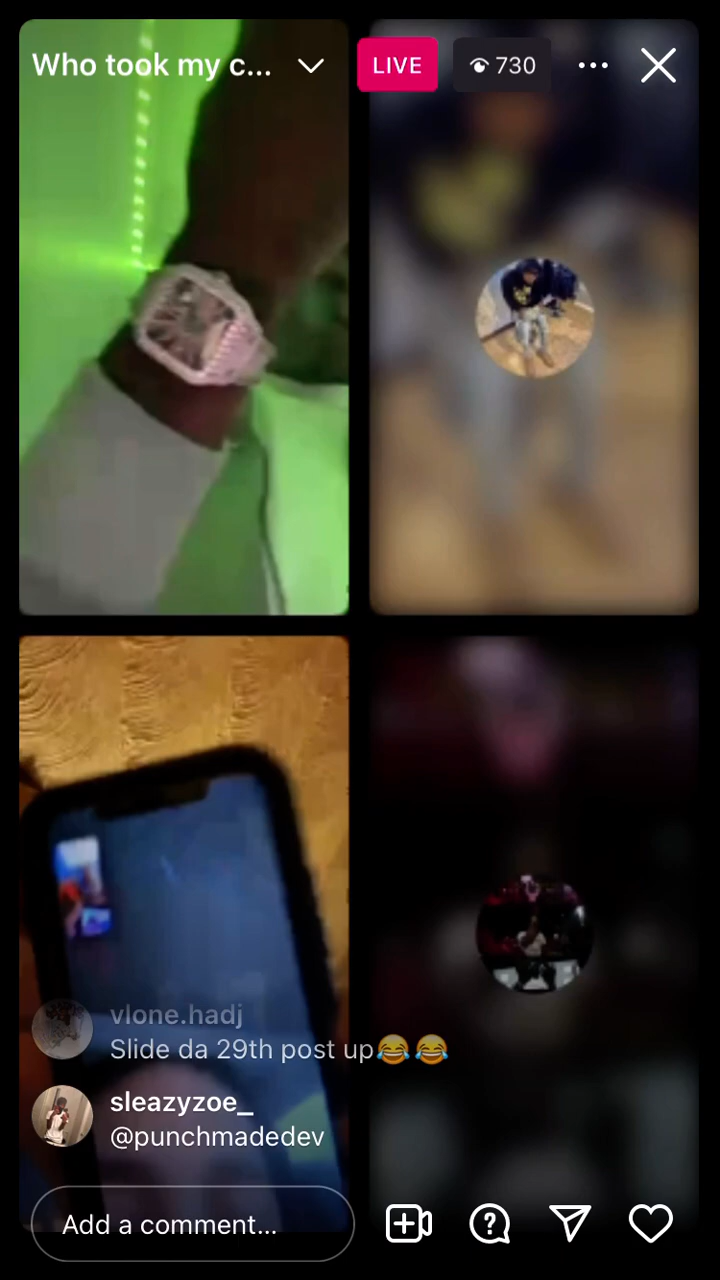 Who took my c...
LIVE
730
vlone.hadj
Slide da 29th post up😂😂
sleazyzoe_
@punchmadedev
Add a comment...